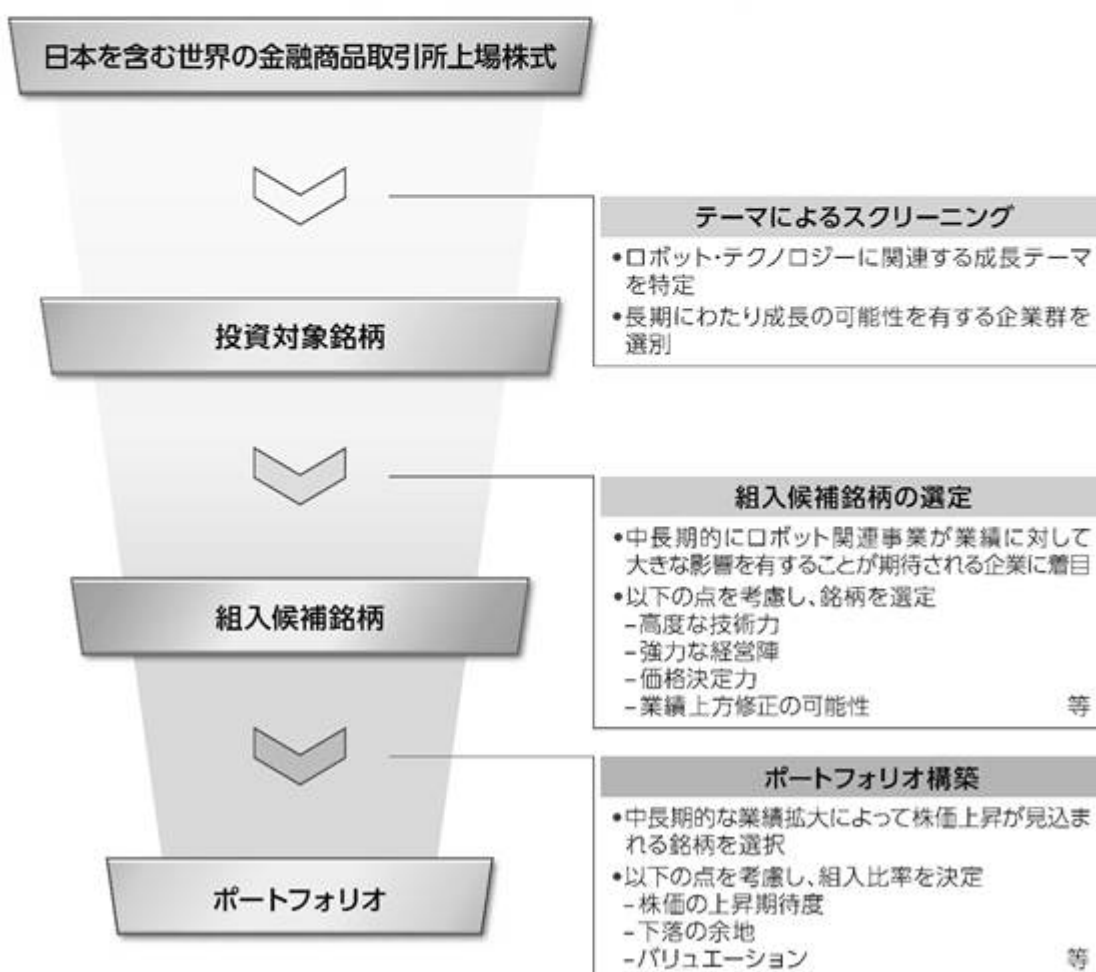 日本を含む世界の金融商品取引所上場株式
テーマによるスクリーニング
•ロボット・テクノロジーに関連する成長テーマ
を特定
•長期にわたり成長の可能性を有する企業群を
選別
投資対象銘柄
組入候補銘柄の選定
•中長期的にロボット関連事業が業績に対して
大きな影響を有することが期待される企業に着目
•以下の点を考慮し、銘柄を選定
–高度な技術力
–強力な経営陣
–価格決定力
–業績上方修正の可能性 等
組入候補銘柄
ポートフォリオ構築
•中長期的な業績拡大によって株価上昇が見込ま
れる銘柄を選択
•以下の点を考慮し、組入比率を決定
–株価の上昇期待度
–下落の余地
–バリュエーション 等
ポートフォリオ